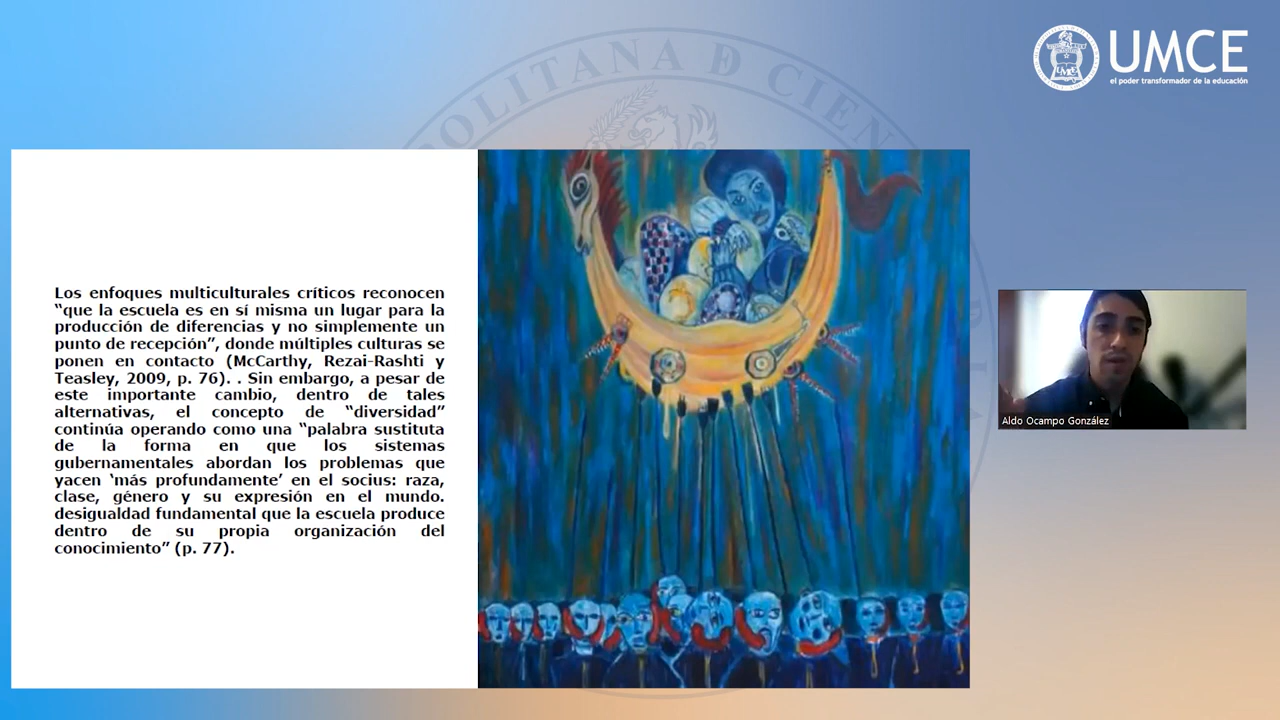 UMCE
el poder transformador de la educación
POLITANA Đ CIEN
Los enfoques multiculturales críticos reconocen
“que la escuela es en sí misma un lugar para la
producción de diferencias y no simplemente un
punto de recepción”, donde múltiples culturas se
ponen en contacto (McCarthy, Rezai-Rashti y
Teasley, 2009, p. 76). . Sin embargo, a pesar de
este importante cambio, dentro de tales
alternativas, el concepto de “diversidad”
continúa operando como una “palabra sustituta
de la forma en que los sistemas
gubernamentales abordan los problemas que
yacen ‘más profundamente’ en el socius: raza,
clase, género y su expresión en el mundo.
desigualdad fundamental que la escuela produce
dentro de su propia organización del
conocimiento” (p. 77).
Aldo Ocampo González